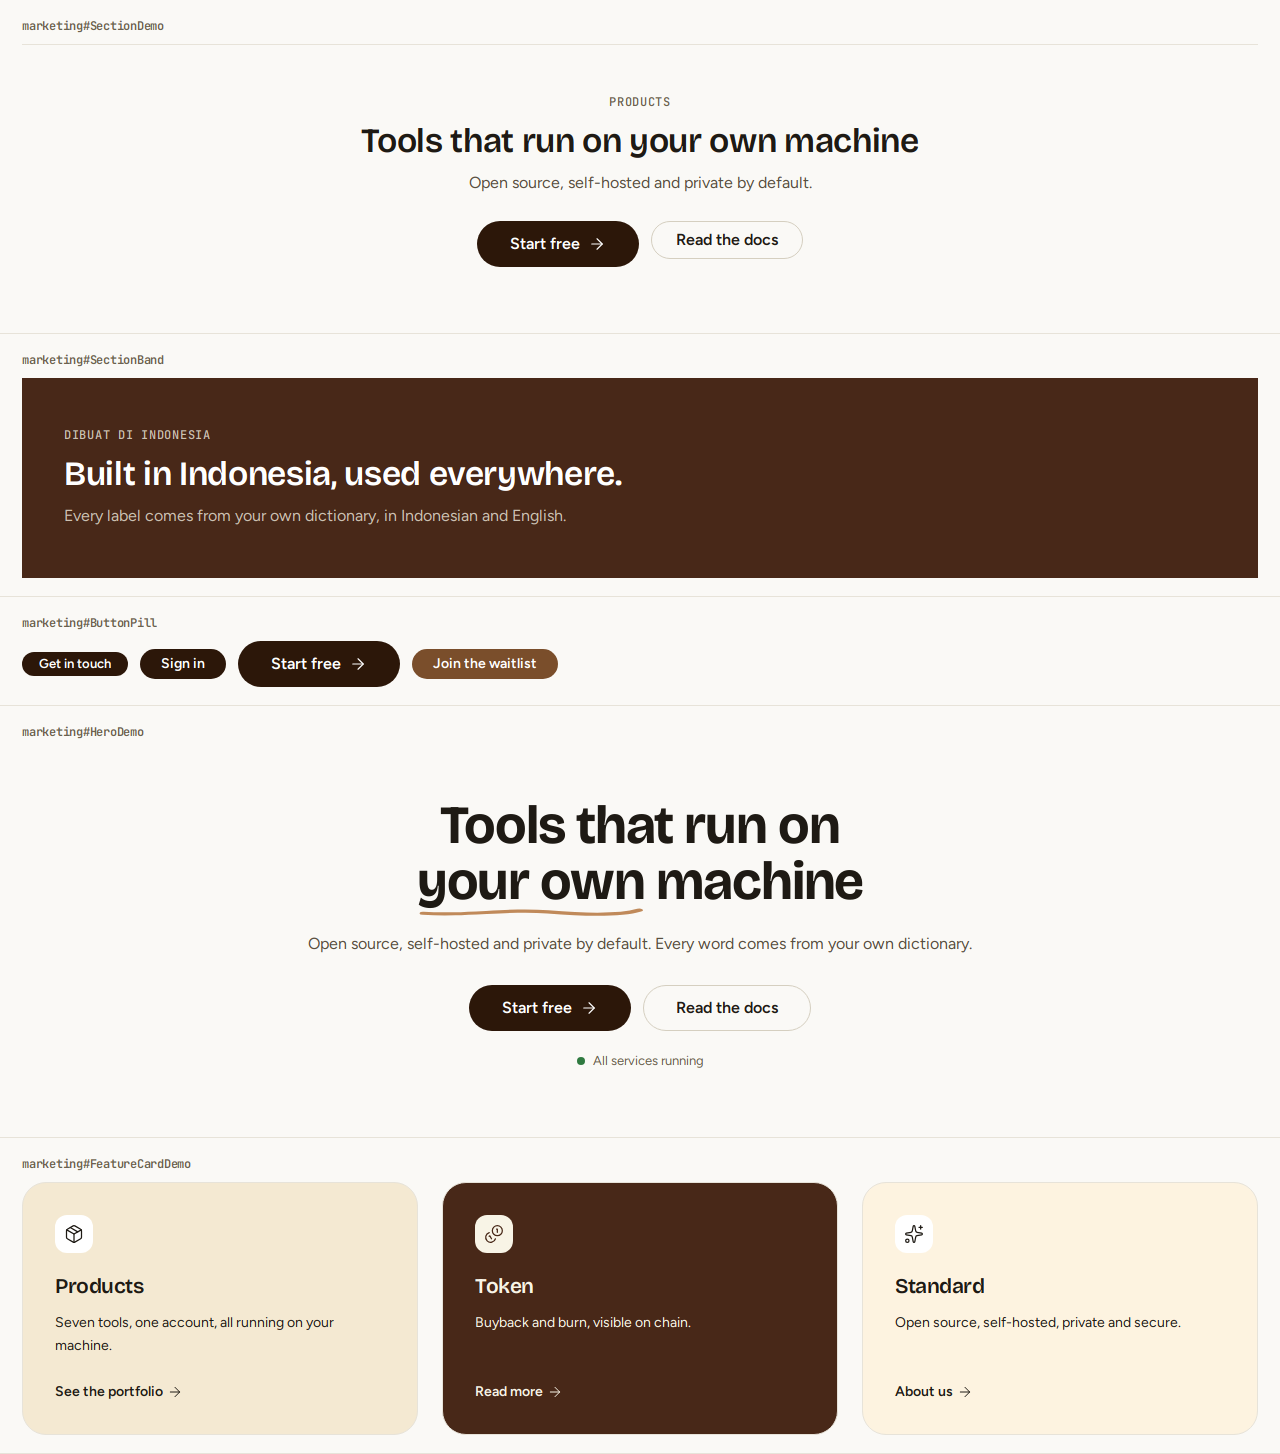 marketing#SectionDemo
PRODUCTS
Tools that run on your own machine
Open source, self-hosted and private by default.
Start free
Read the docs
marketing#SectionBand
DIBUAT DI INDONESIA
Built in Indonesia, used everywhere.
Every label comes from your own dictionary, in Indonesian and English.
marketing#ButtonPill
Get in touch
Sign in
Start free
Join the waitlist
marketing#HeroDemo
Tools that run on
your own machine
Open source, self-hosted and private by default. Every word comes from your own dictionary.
Start free
Read the docs
All services running
marketing#FeatureCardDemo
Products
Seven tools, one account, all running on your
machine.
See the portfolio
Token
Buyback and burn, visible on chain.
Read more
Standard
Open source, self-hosted, private and secure.
About us